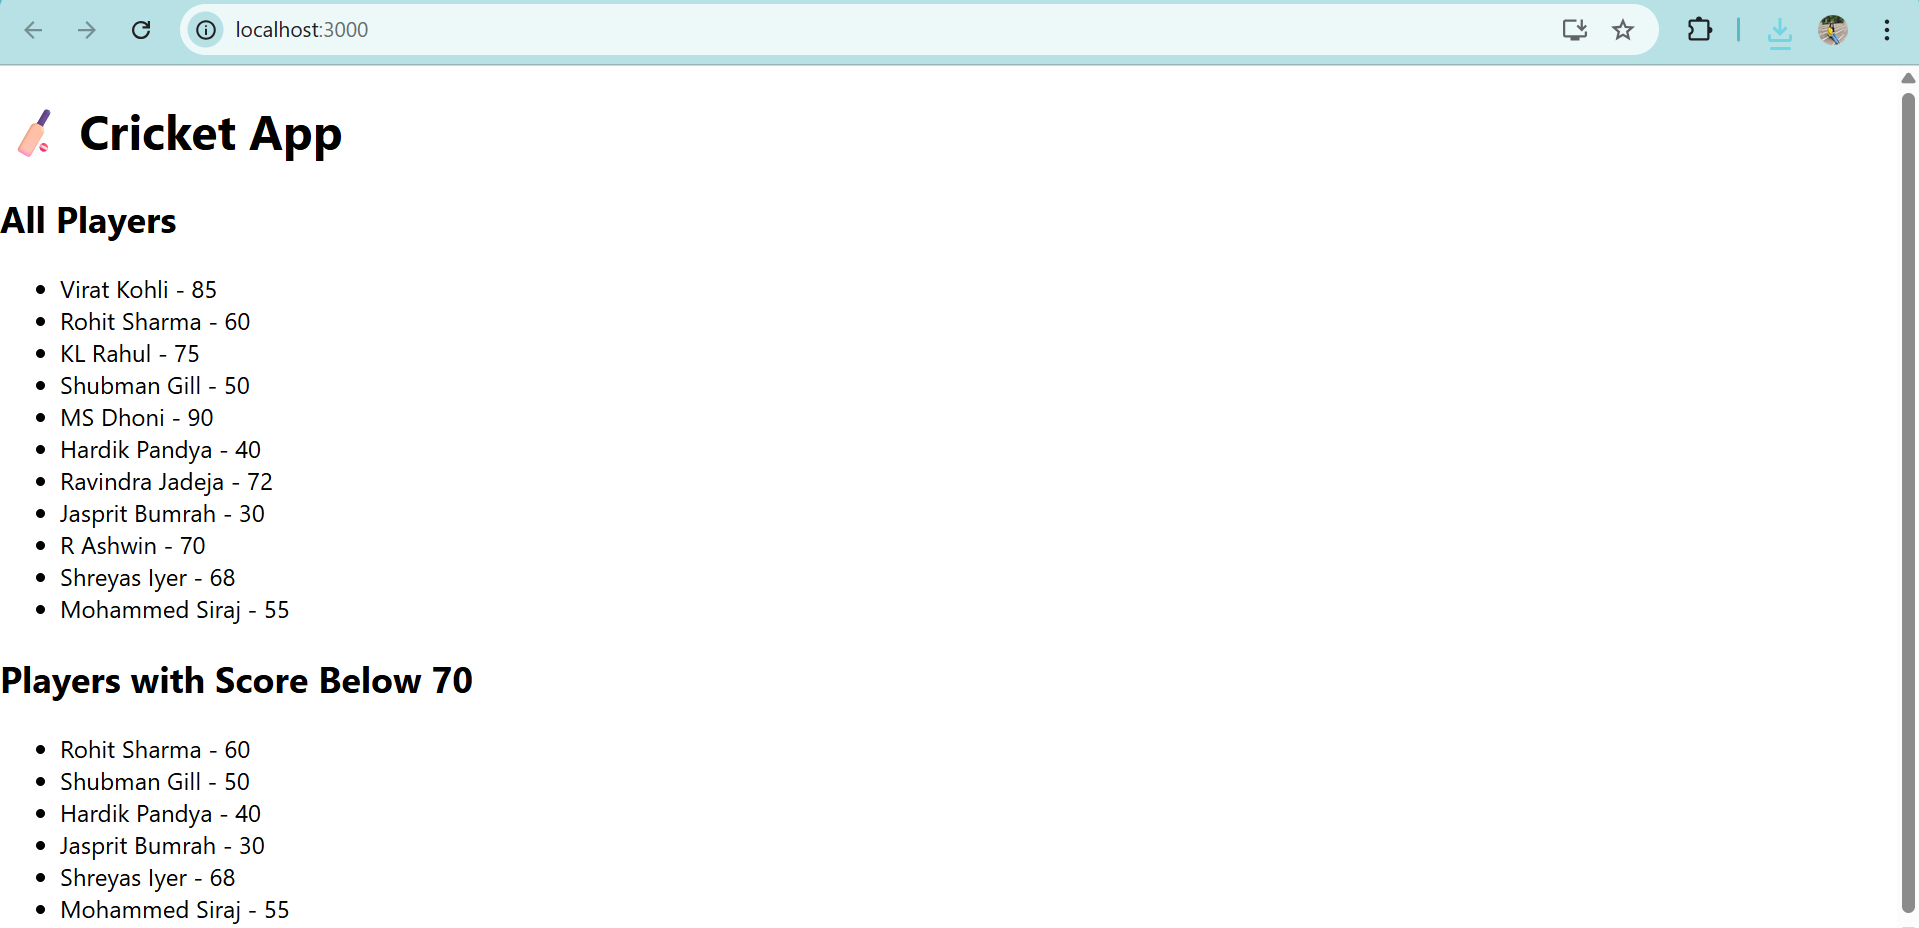 localhost:3000
Cricket App
All Players
Virat Kohli - 85
Rohit Sharma - 60
KL Rahul - 75
Shubman Gill - 50
MS Dhoni - 90
Hardik Pandya - 40
Ravindra Jadeja - 72
Jasprit Bumrah - 30
R Ashwin - 70
Shreyas Iyer - 68
Mohammed Siraj - 55
Players with Score Below 70
Rohit Sharma - 60
Shubman Gill - 50
Hardik Pandya - 40
Jasprit Bumrah - 30
Shreyas Iyer - 68
Mohammed Siraj - 55